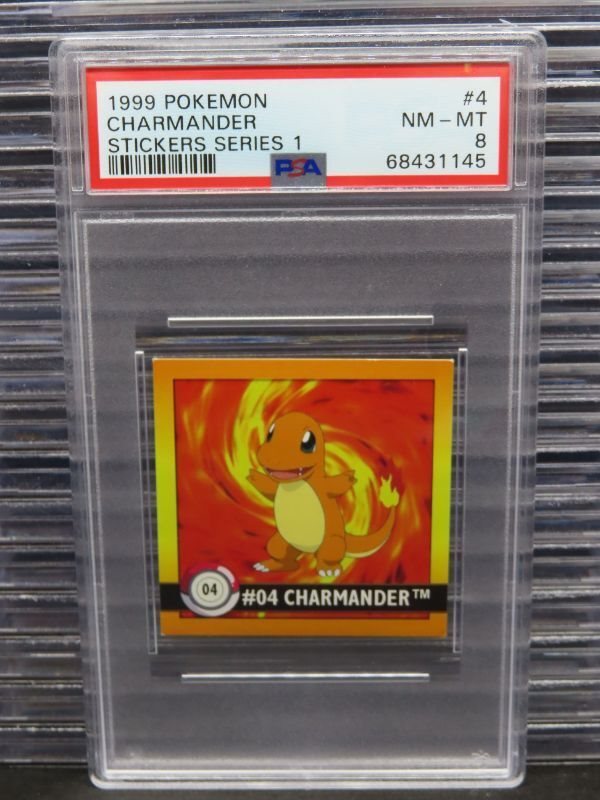 1999 POKEMON #4
CHARMANDER NM - MT
STICKERS SERIES 1 8
PSA 68431145
04 #04 CHARMANDER™